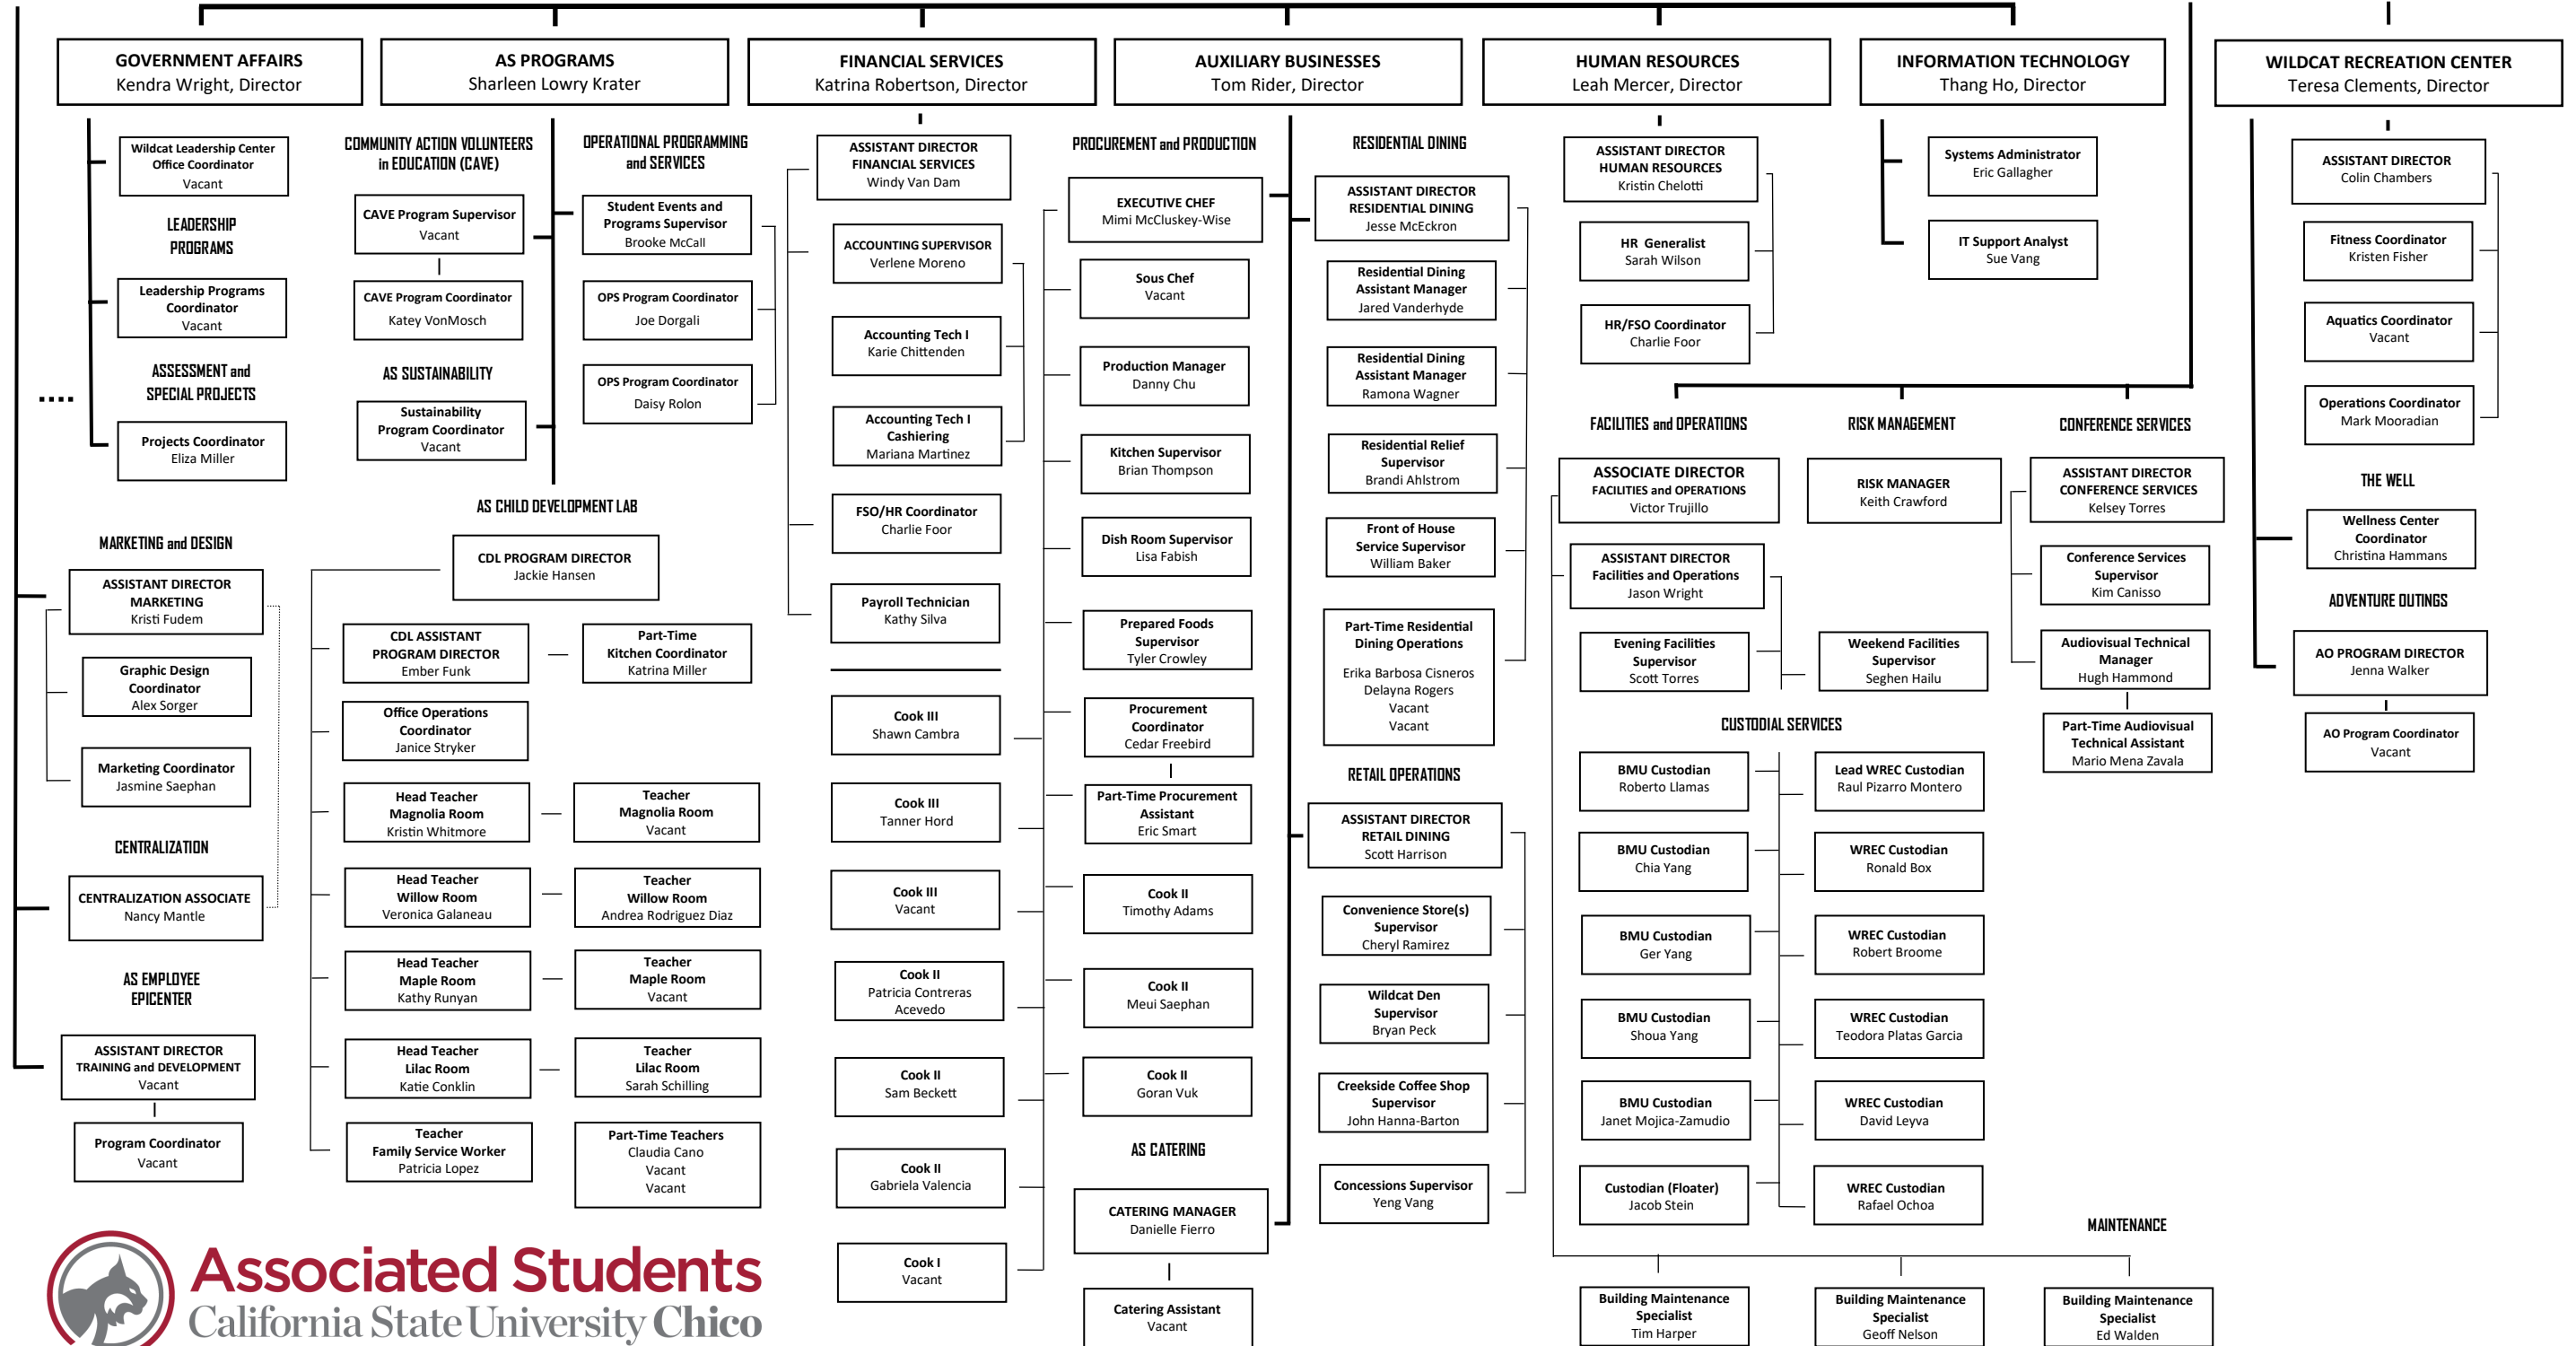 GOVERNMENT AFFAIRS
Kendra Wright, Director
AS PROGRAMS
Sharleen Lowry Krater
FINANCIAL SERVICES
Katrina Robertson, Director
AUXILIARY BUSINESSES
Tom Rider, Director
HUMAN RESOURCES
Leah Mercer, Director
INFORMATION TECHNOLOGY
Thang Ho, Director
WILDCAT RECREATION CENTER
Teresa Clements, Director
Wildcat Leadership Center
Office Coordinator
Vacant
LEADERSHIP
PROGRAMS
Leadership Programs
Coordinator
Vacant
ASSESSMENT and
SPECIAL PROJECTS
Projects Coordinator
Eliza Miller
MARKETING and DESIGN
ASSISTANT DIRECTOR
MARKETING
Kristi Fudem
Graphic Design
Coordinator
Alex Sorger
Marketing Coordinator
Jasmine Saephan
CENTRALIZATION
CENTRALIZATION ASSOCIATE
Nancy Mantle
AS EMPLOYEE
EPICENTER
ASSISTANT DIRECTOR
TRAINING and DEVELOPMENT
Vacant
Program Coordinator
Vacant
COMMUNITY ACTION VOLUNTEERS
in EDUCATION (CAVE)
CAVE Program Supervisor
Vacant
CAVE Program Coordinator
Katey VonMosch
AS SUSTAINABILITY
Sustainability
Program Coordinator
Vacant
OPERATIONAL PROGRAMMING
and SERVICES
Student Events and
Programs Supervisor
Brooke McCall
OPS Program Coordinator
Joe Dorgali
OPS Program Coordinator
Daisy Rolon
AS CHILD DEVELOPMENT LAB
CDL PROGRAM DIRECTOR
Jackie Hansen
CDL ASSISTANT
PROGRAM DIRECTOR
Ember Funk
Part-Time
Kitchen Coordinator
Katrina Miller
Office Operations
Coordinator
Janice Stryker
Head Teacher
Magnolia Room
Kristin Whitmore
Teacher
Magnolia Room
Vacant
Head Teacher
Willow Room
Veronica Galaneau
Teacher
Willow Room
Andrea Rodriguez Diaz
Head Teacher
Maple Room
Kathy Runyan
Teacher
Maple Room
Vacant
Head Teacher
Lilac Room
Katie Conklin
Teacher
Lilac Room
Sarah Schilling
Teacher
Family Service Worker
Patricia Lopez
Part-Time Teachers
Claudia Cano
Vacant
Vacant
ASSISTANT DIRECTOR
FINANCIAL SERVICES
Windy Van Dam
ACCOUNTING SUPERVISOR
Verlene Moreno
Accounting Tech I
Karie Chittenden
Accounting Tech I
Cashiering
Mariana Martinez
FSO/HR Coordinator
Charlie Foor
Payroll Technician
Kathy Silva
Cook III
Shawn Cambra
Cook III
Tanner Hord
Cook III
Vacant
Cook II
Patricia Contreras
Acevedo
Cook II
Sam Beckett
Cook II
Gabriela Valencia
Cook I
Vacant
PROCUREMENT and PRODUCTION
EXECUTIVE CHEF
Mimi McCluskey-Wise
Sous Chef
Vacant
Production Manager
Danny Chu
Kitchen Supervisor
Brian Thompson
Dish Room Supervisor
Lisa Fabish
Prepared Foods
Supervisor
Tyler Crowley
Procurement
Coordinator
Cedar Freebird
Part-Time Procurement
Assistant
Eric Smart
Cook II
Timothy Adams
Cook II
Meui Saephan
Cook II
Goran Vuk
AS CATERING
CATERING MANAGER
Danielle Fierro
Catering Assistant
Vacant
RESIDENTIAL DINING
ASSISTANT DIRECTOR
RESIDENTIAL DINING
Jesse McEckron
Residential Dining
Assistant Manager
Jared Vanderhyde
Residential Dining
Assistant Manager
Ramona Wagner
Residential Relief
Supervisor
Brandi Ahlstrom
Front of House
Service Supervisor
William Baker
Part-Time Residential
Dining Operations
Erika Barbosa Cisneros
Delayna Rogers
Vacant
Vacant
RETAIL OPERATIONS
ASSISTANT DIRECTOR
RETAIL DINING
Scott Harrison
Convenience Store(s)
Supervisor
Cheryl Ramirez
Wildcat Den
Supervisor
Bryan Peck
Creekside Coffee Shop
Supervisor
John Hanna-Barton
Concessions Supervisor
Yeng Vang
ASSISTANT DIRECTOR
HUMAN RESOURCES
Kristin Chelotti
HR Generalist
Sarah Wilson
HR/FSO Coordinator
Charlie Foor
Systems Administrator
Eric Gallagher
IT Support Analyst
Sue Vang
FACILITIES and OPERATIONS
ASSOCIATE DIRECTOR
FACILITIES and OPERATIONS
Victor Trujillo
ASSISTANT DIRECTOR
Facilities and Operations
Jason Wright
Evening Facilities
Supervisor
Scott Torres
Weekend Facilities
Supervisor
Seghen Hailu
RISK MANAGEMENT
RISK MANAGER
Keith Crawford
CONFERENCE SERVICES
ASSISTANT DIRECTOR
CONFERENCE SERVICES
Kelsey Torres
Conference Services
Supervisor
Kim Canisso
Audiovisual Technical
Manager
Hugh Hammond
Part-Time Audiovisual
Technical Assistant
Mario Mena Zavala
CUSTODIAL SERVICES
BMU Custodian
Roberto Llamas
Lead WREC Custodian
Raul Pizarro Montero
BMU Custodian
Chia Yang
WREC Custodian
Ronald Box
BMU Custodian
Ger Yang
WREC Custodian
Robert Broome
BMU Custodian
Shoua Yang
WREC Custodian
Teodora Platas Garcia
BMU Custodian
Janet Mojica-Zamudio
WREC Custodian
David Leyva
Custodian (Floater)
Jacob Stein
WREC Custodian
Rafael Ochoa
MAINTENANCE
Building Maintenance
Specialist
Tim Harper
Building Maintenance
Specialist
Geoff Nelson
Building Maintenance
Specialist
Ed Walden
ASSISTANT DIRECTOR
Colin Chambers
Fitness Coordinator
Kristen Fisher
Aquatics Coordinator
Vacant
Operations Coordinator
Mark Mooradian
THE WELL
Wellness Center
Coordinator
Christina Hammans
ADVENTURE OUTINGS
AO PROGRAM DIRECTOR
Jenna Walker
AO Program Coordinator
Vacant
Associated Students
California State University Chico